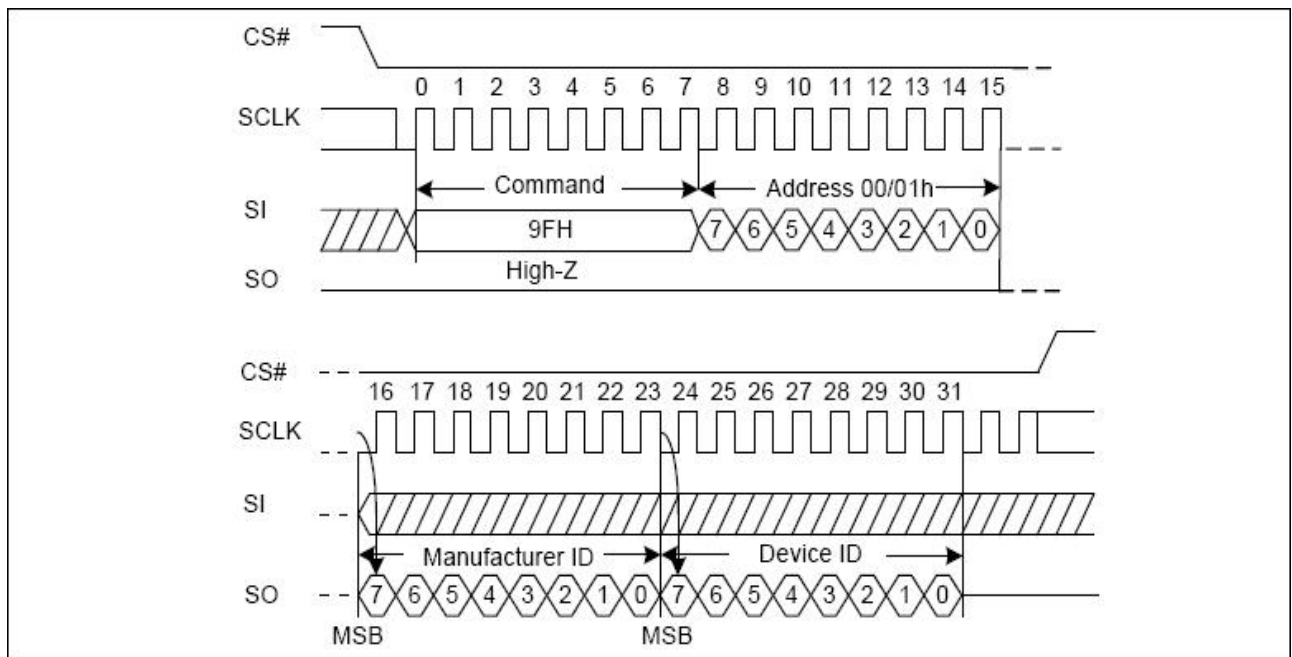 CS#
0 1 2 3 4 5 6 7 8 9 10 11 12 13 14 15
SCLK
Command Address 00/01h
SI
9FH 7 6 5 4 3 2 1 0
High-Z
SO
CS#
16 17 18 19 20 21 22 23 24 25 26 27 28 29 30 31
SCLK
SI
Manufacturer ID Device ID
SO 7 6 5 4 3 2 1 0 7 6 5 4 3 2 1 0
MSB MSB